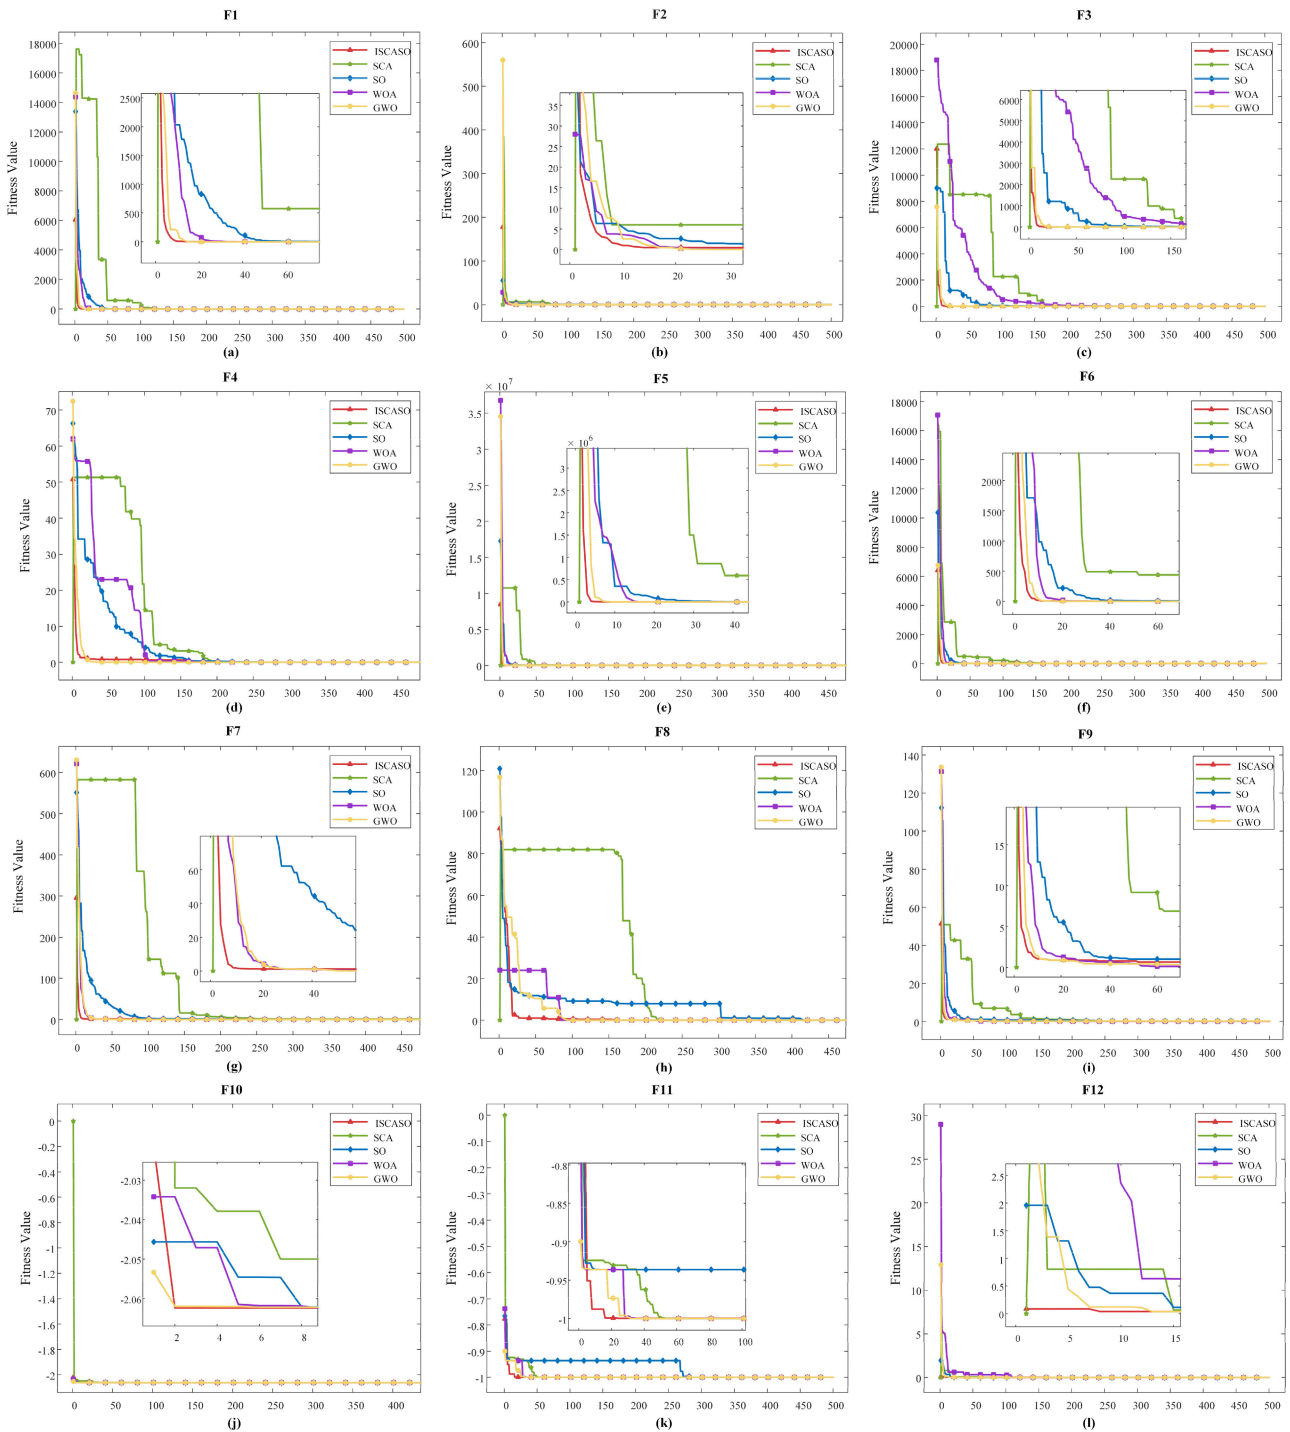 F1
Fitness Value
18000
16000
14000
12000
10000
8000
6000
4000
2000
0
ISCASO
SCA
SO
WOA
GWO
2500
2000
1500
1000
500
0
0 20 40 60
0 50 100 150 200 250 300 350 400 450 500
(a)
F2
Fitness Value
600
500
400
300
200
100
0
ISCASO
SCA
SO
WOA
GWO
35
30
25
20
15
10
5
0
0 10 20 30
0 50 100 150 200 250 300 350 400 450 500
(b)
F3
Fitness Value
20000
18000
16000
14000
12000
10000
8000
6000
4000
2000
0
ISCASO
SCA
SO
WOA
GWO
6000
5000
4000
3000
2000
1000
0
0 50 100 150
0 50 100 150 200 250 300 350 400 450 500
(c)
F4
Fitness Value
70
60
50
40
30
20
10
0
ISCASO
SCA
SO
WOA
GWO
0 50 100 150 200 250 300 350 400 450
(d)
F5
× 10^7
Fitness Value
3.5
3
2.5
2
1.5
1
0.5
0
ISCASO
SCA
SO
WOA
GWO
× 10^6
3
2.5
2
1.5
1
0.5
0
0 10 20 30 40
0 50 100 150 200 250 300 350 400 450
(e)
F6
Fitness Value
18000
16000
14000
12000
10000
8000
6000
4000
2000
0
ISCASO
SCA
SO
WOA
GWO
2000
1500
1000
500
0
0 20 40 60
0 50 100 150 200 250 300 350 400 450 500
(f)
F7
Fitness Value
600
500
400
300
200
100
0
ISCASO
SCA
SO
WOA
GWO
80
60
40
20
0
0 20 40
0 50 100 150 200 250 300 350 400 450
(g)
F8
Fitness Value
120
100
80
60
40
20
0
ISCASO
SCA
SO
WOA
GWO
0 50 100 150 200 250 300 350 400 450
(h)
F9
Fitness Value
140
120
100
80
60
40
20
0
ISCASO
SCA
SO
WOA
GWO
15
10
5
0
0 20 40 60
0 50 100 150 200 250 300 350 400 450 500
(i)
F10
Fitness Value
0
-0.2
-0.4
-0.6
-0.8
-1
-1.2
-1.4
-1.6
-1.8
-2
ISCASO
SCA
SO
WOA
GWO
-2.03
-2.04
-2.05
-2.06
2 4 6 8
0 50 100 150 200 250 300 350 400
(j)
F11
Fitness Value
0
-0.1
-0.2
-0.3
-0.4
-0.5
-0.6
-0.7
-0.8
-0.9
-1
ISCASO
SCA
SO
WOA
GWO
-0.8
-0.85
-0.9
-0.95
-1
0 20 40 60 80 100
0 50 100 150 200 250 300 350 400 450 500
(k)
F12
Fitness Value
30
25
20
15
10
5
0
ISCASO
SCA
SO
WOA
GWO
2.5
2
1.5
1
0.5
0
0 5 10 15
0 50 100 150 200 250 300 350 400 450 500
(l)